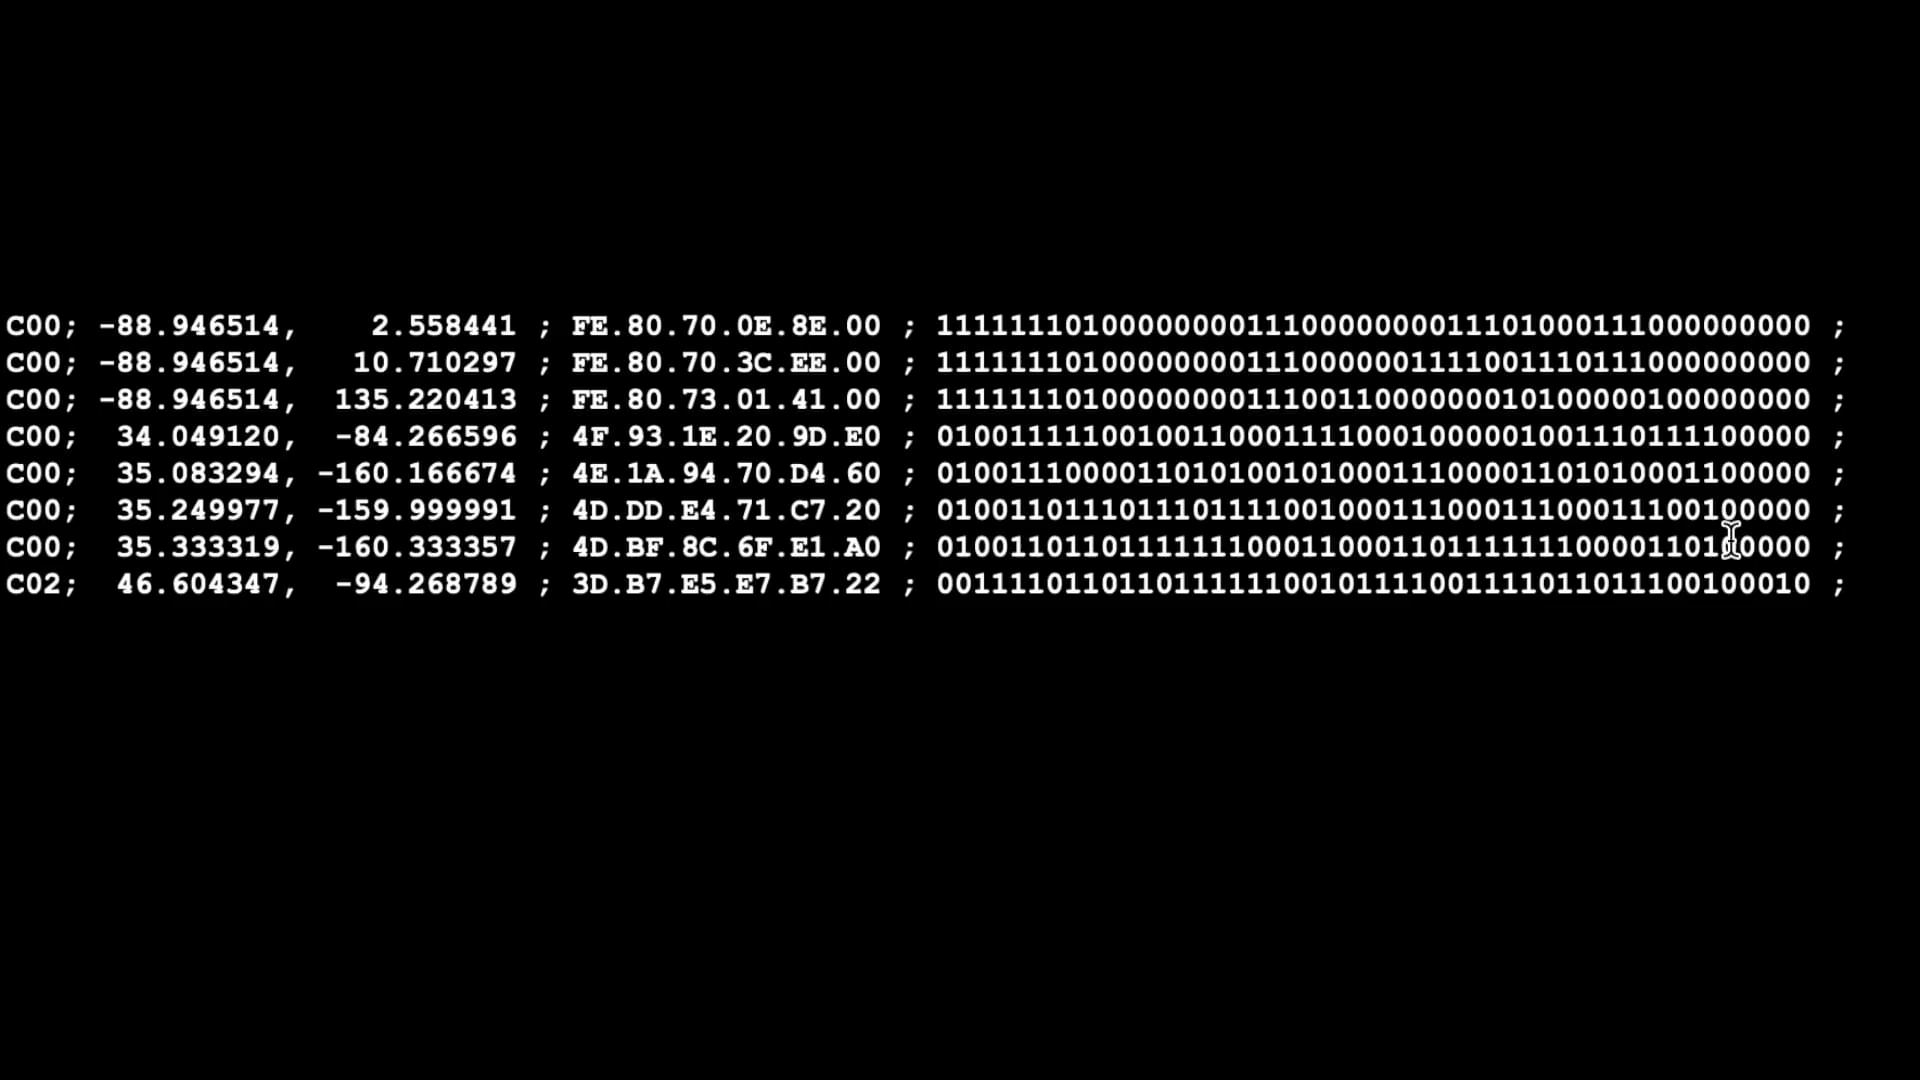 C00; -88.946514,    2.558441 ; FE.80.70.0E.8E.00 ; 111111101000000001110000000011101000111000000000 ;
C00; -88.946514,   10.710297 ; FE.80.70.3C.EE.00 ; 111111101000000001110000001111001110111000000000 ;
C00; -88.946514,  135.220413 ; FE.80.73.01.41.00 ; 111111101000000001110011000000010100000100000000 ;
C00;  34.049120,  -84.266596 ; 4F.93.1E.20.9D.E0 ; 010011111001001100011110001000001001110111100000 ;
C00;  35.083294, -160.166674 ; 4E.1A.94.70.D4.60 ; 010011100001101010010100011100001101010001100000 ;
C00;  35.249977, -159.999991 ; 4D.DD.E4.71.C7.20 ; 010011011101110111100100011100011100011100100000 ;
C00;  35.333319, -160.333357 ; 4D.BF.8C.6F.E1.A0 ; 010011011011111110001100011011111110000110100000 ;
C02;  46.604347,  -94.268789 ; 3D.B7.E5.E7.B7.22 ; 001111011011011111100101111001111011011100100010 ;